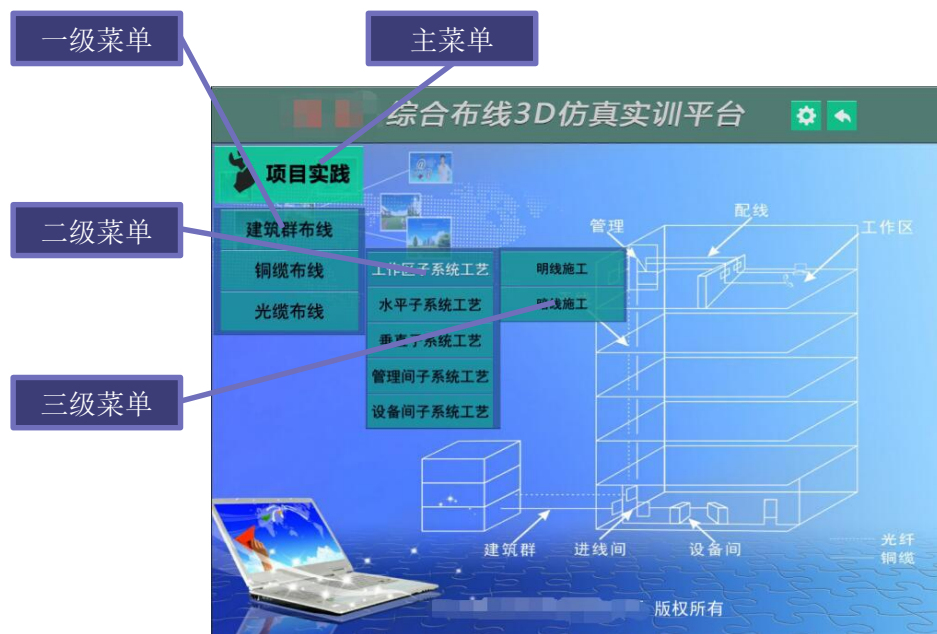 一级菜单
主菜单
综合布线3D仿真实训平台
项目实践
二级菜单
建筑群布线
铜缆布线
光缆布线
工作区子系统工艺
水平子系统工艺
垂直子系统工艺
管理间子系统工艺
设备间子系统工艺
明线施工
暗线施工
三级菜单
管理
配线
工作区
建筑群
进线间
设备间
光纤
铜缆
版权所有